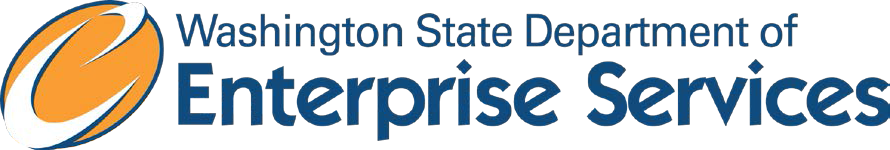 Washington State Department of
Enterprise Services